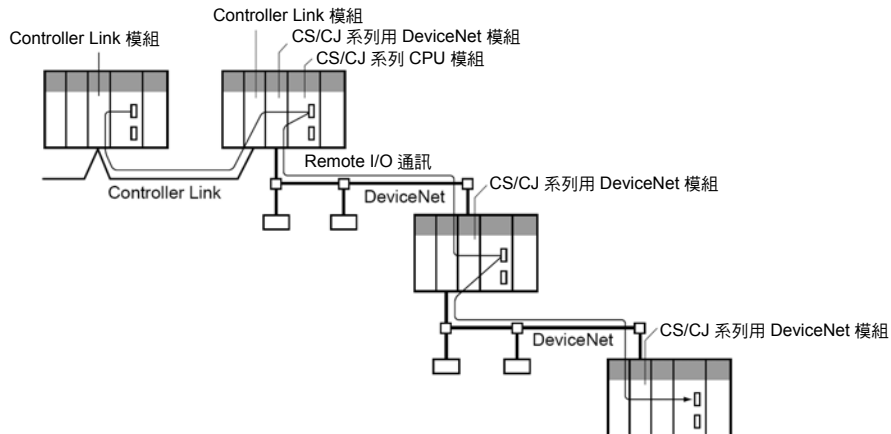 Controller Link 模組
Controller Link 模組
CS/CJ 系列用 DeviceNet 模組
CS/CJ 系列 CPU 模組
Remote I/O 通訊
Controller Link
DeviceNet
CS/CJ 系列用 DeviceNet 模組
DeviceNet
CS/CJ 系列用 DeviceNet 模組